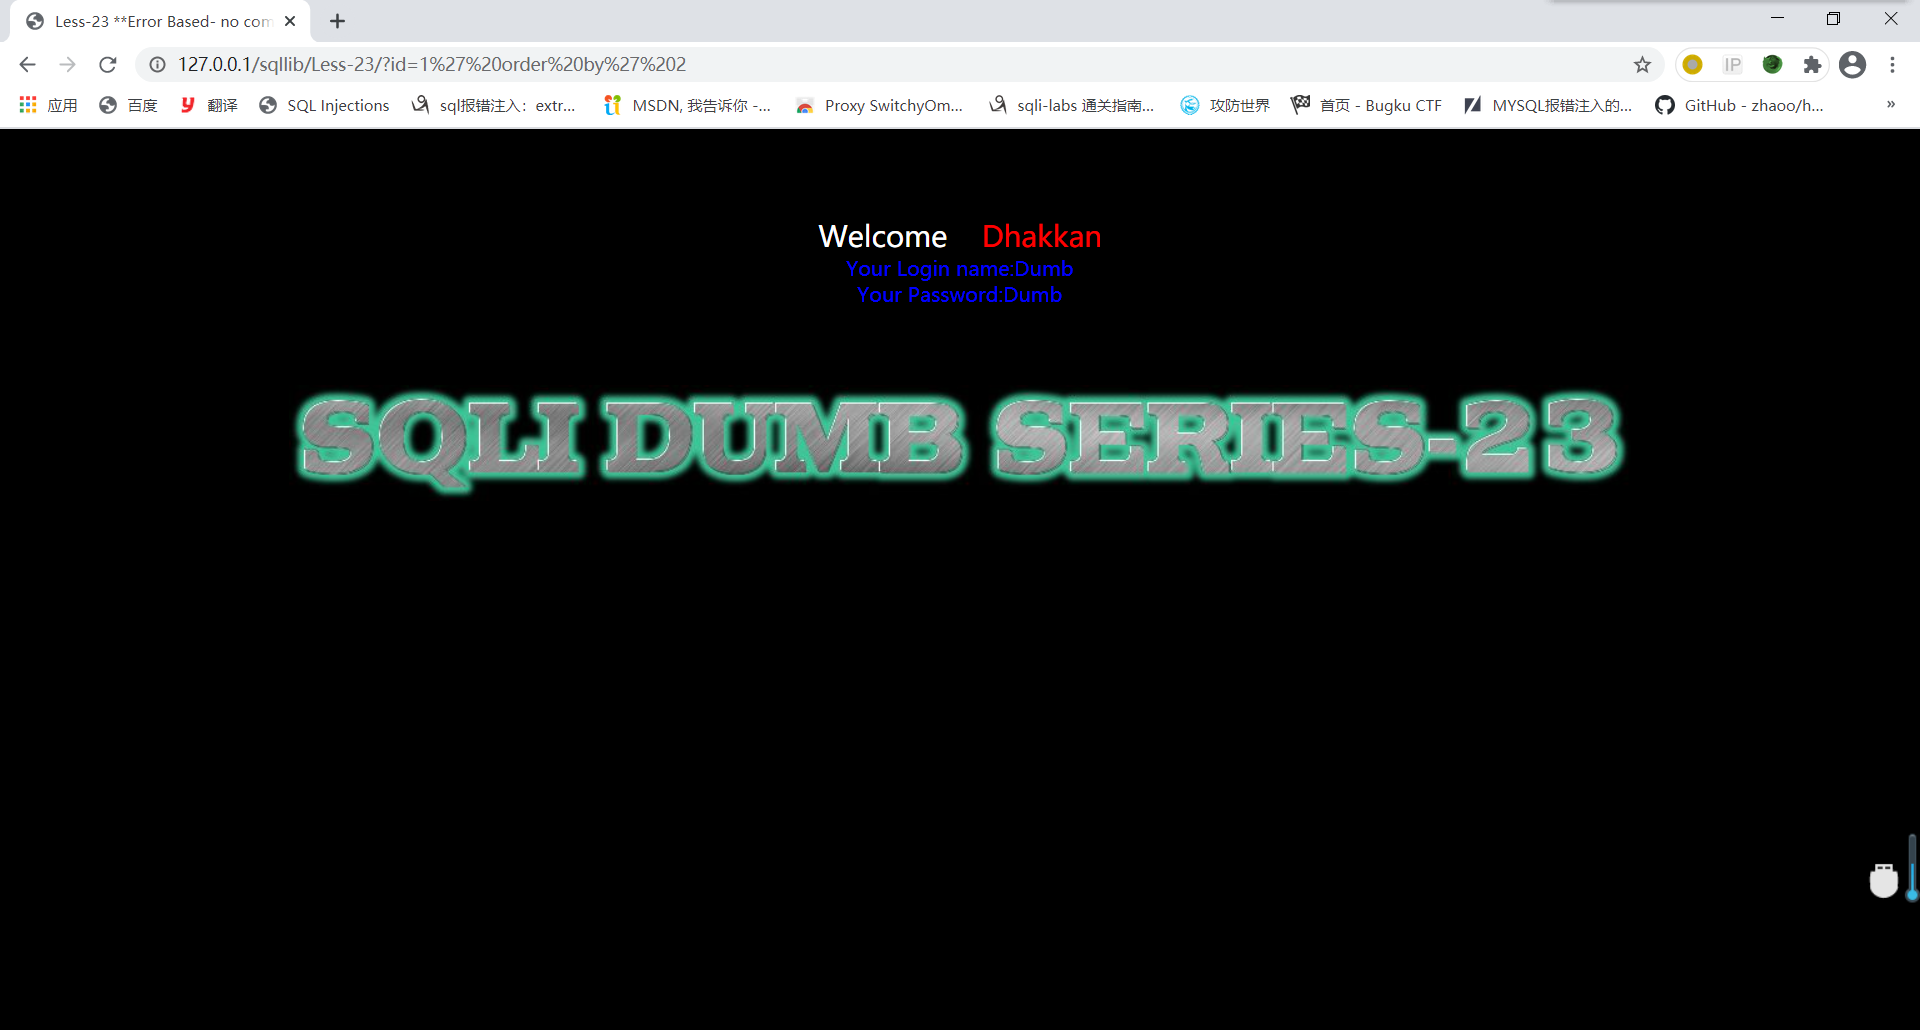 Less-23 **Error Based- no com
127.0.0.1/sqllib/Less-23/?id=1%27%20order%20by%27%202
IP
应用 百度 翻译 SQL Injections sql报错注入：extr... MSDN, 我告诉你 -... Proxy SwitchyOm... sqli-labs 通关指南... 攻防世界 首页 - Bugku CTF MYSQL报错注入的... GitHub - zhaoo/h... »
Welcome Dhakkan
Your Login name:Dumb
Your Password:Dumb
SQLI DUMB SERIES-23